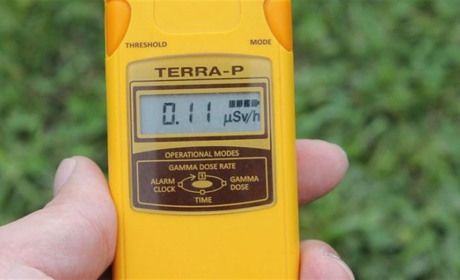 THRESHOLD MODE
TERRA-P
0.11 µSv/h
OPERATIONAL MODES
GAMMA DOSE RATE
ALARM CLOCK
GAMMA DOSE
TIME